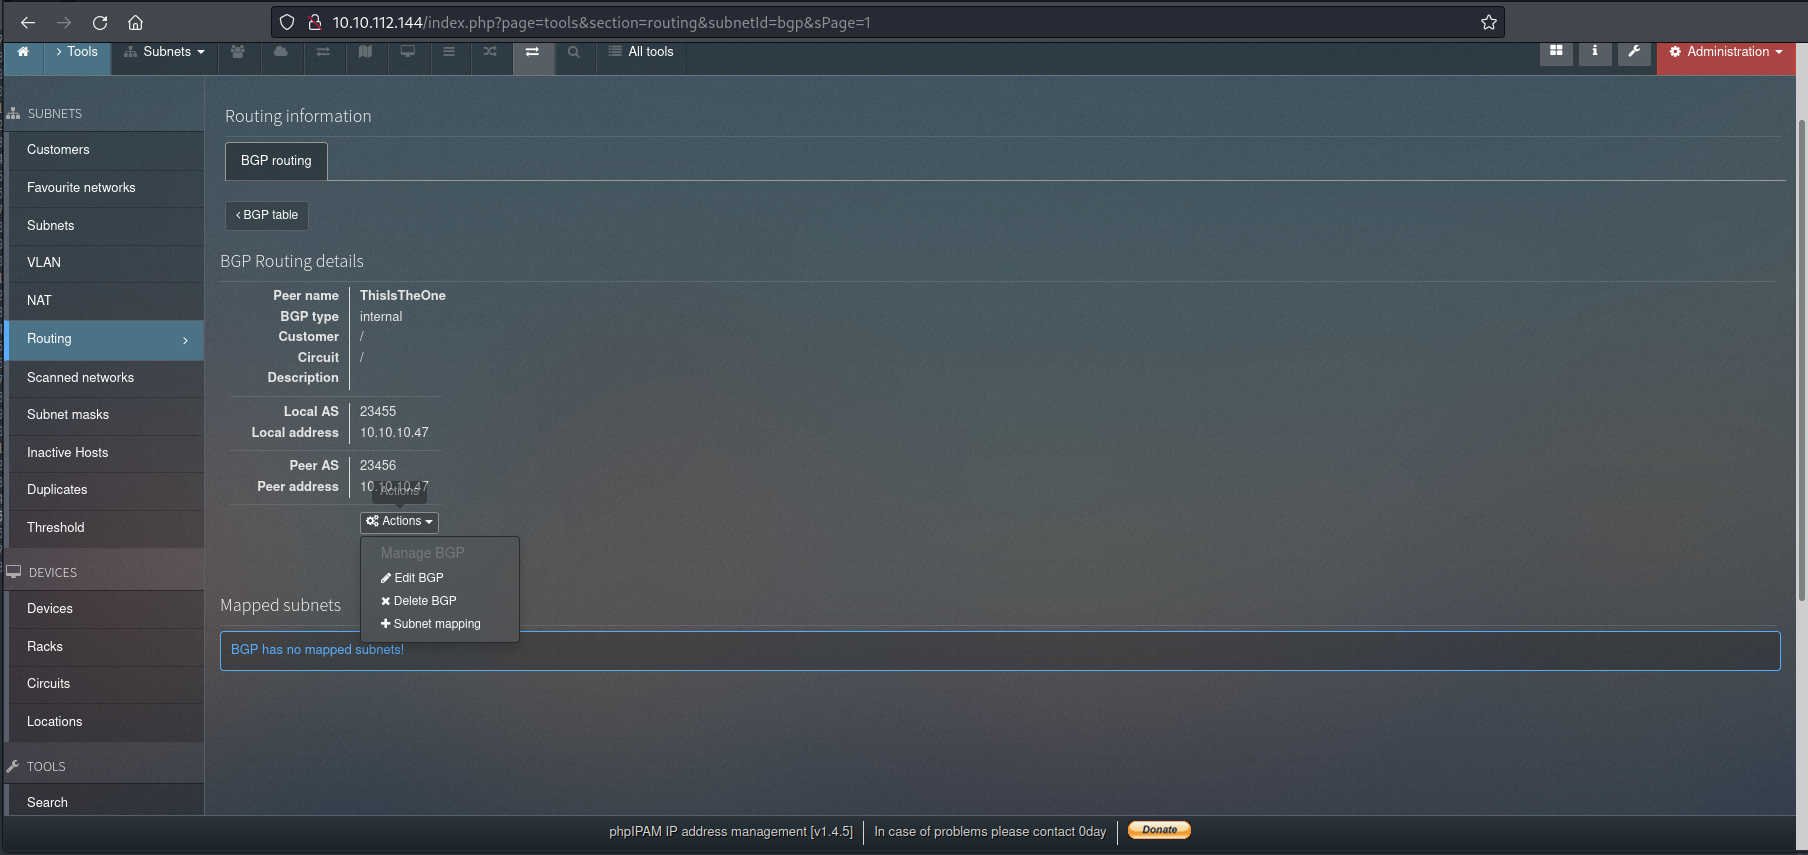 10.10.112.144/index.php?page=tools&section=routing&subnetId=bgp&sPage=1
> Tools
Subnets
All tools
Administration
SUBNETS
Customers
Favourite networks
Subnets
VLAN
NAT
Routing
Scanned networks
Subnet masks
Inactive Hosts
Duplicates
Threshold
DEVICES
Devices
Racks
Circuits
Locations
TOOLS
Search
Routing information
BGP routing
< BGP table
BGP Routing details
Peer name ThisIsTheOne
BGP type internal
Customer /
Circuit /
Description
Local AS 23455
Local address 10.10.10.47
Peer AS 23456
Peer address 10.10.10.47
Actions
Actions
Manage BGP
Edit BGP
Delete BGP
Subnet mapping
Mapped subnets
BGP has no mapped subnets!
phpIPAM IP address management [v1.4.5]
In case of problems please contact 0day
Donate